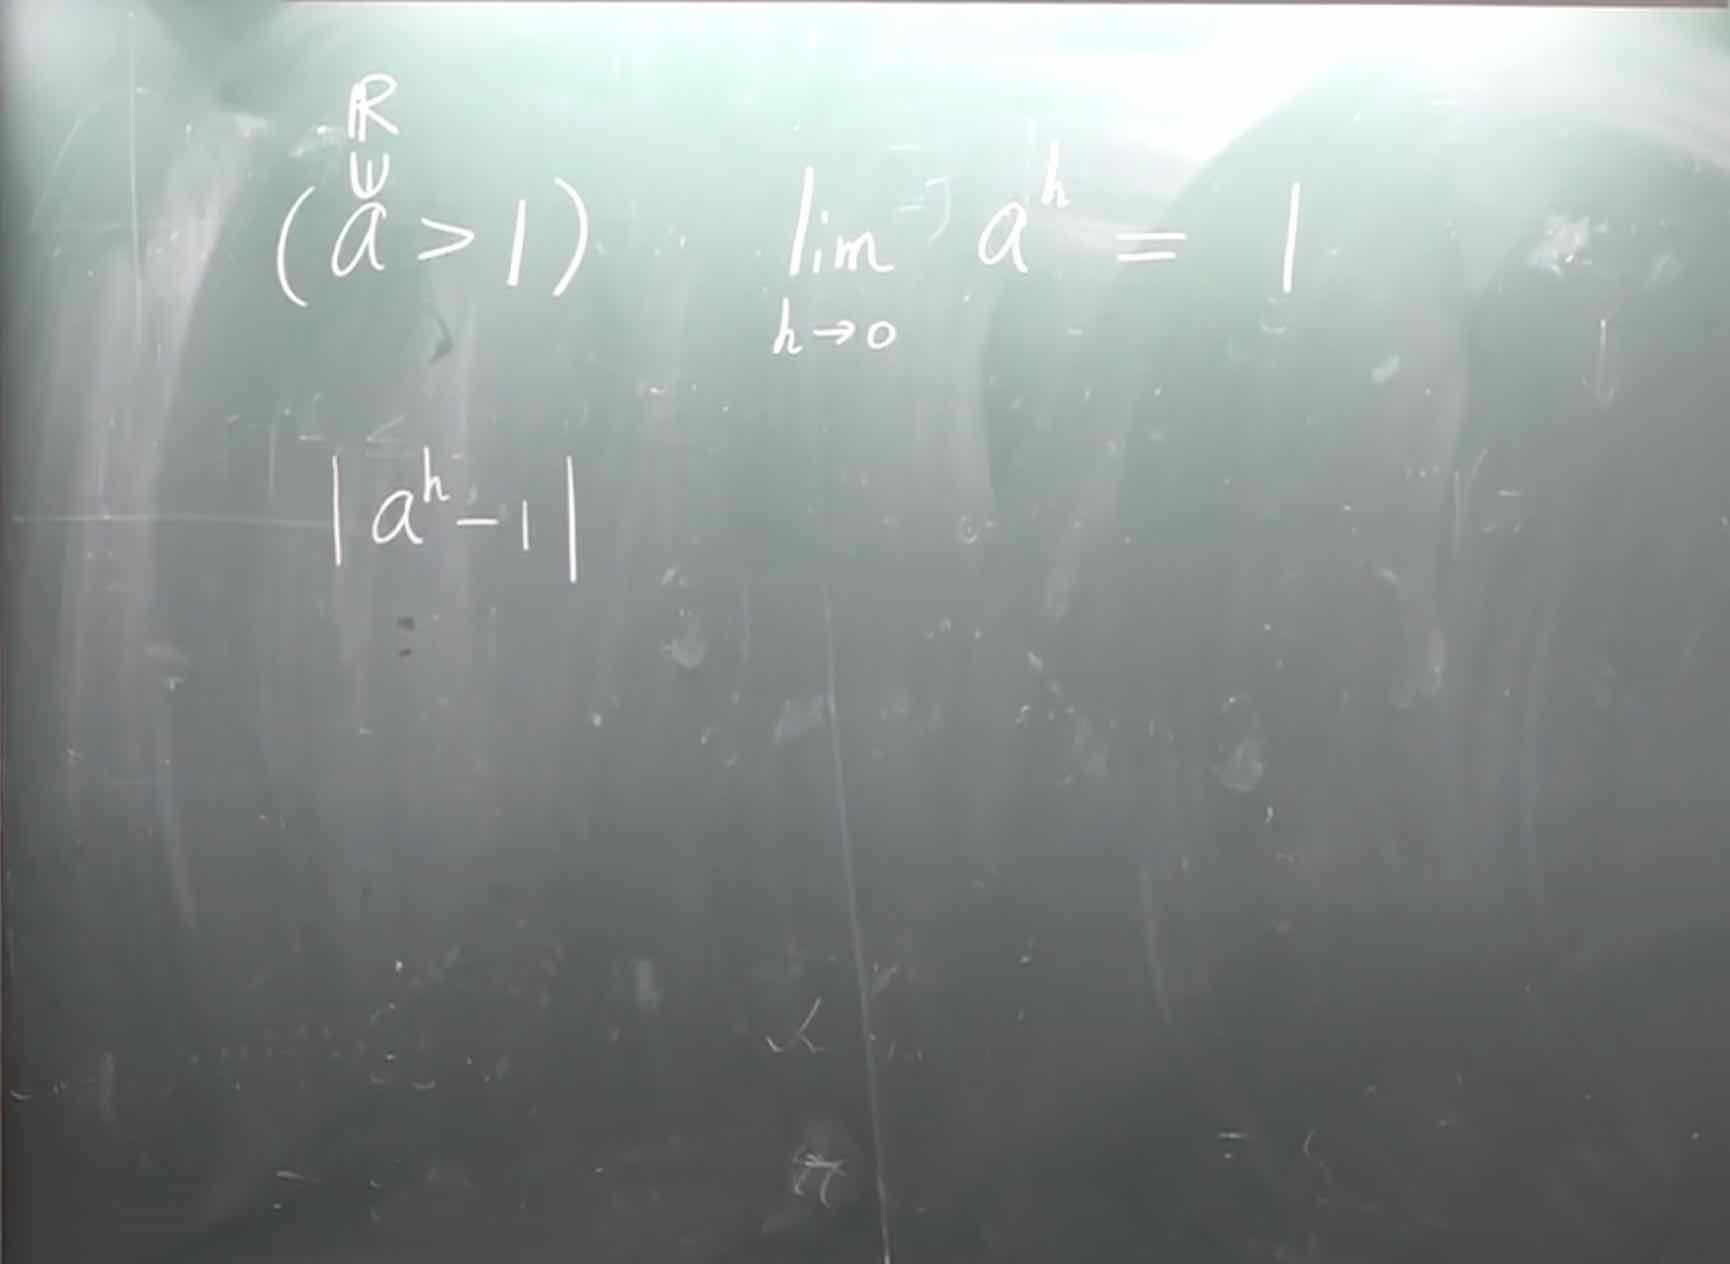 ℝ
∪
(a > 1) lim a^h = 1
h→0
|a^h - 1|